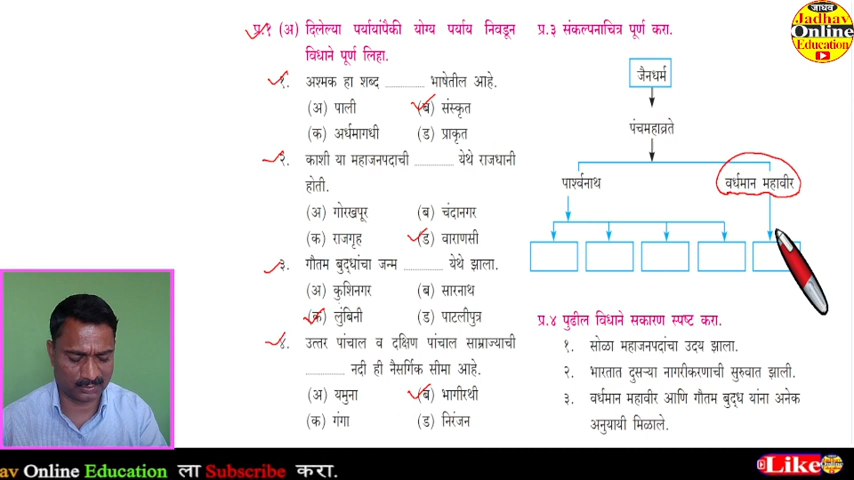 प्र.१ (अ) दिलेल्या पर्यायांपैकी योग्य पर्याय निवडून
विधाने पूर्ण लिहा.
१. अश्मक हा शब्द ............ भाषेतील आहे.
(अ) पाली (ब) संस्कृत
(क) अर्धमागधी (ड) प्राकृत
२. काशी या महाजनपदाची ............ येथे राजधानी
होती.
(अ) गोरखपूर (ब) चंदानगर
(क) राजगृह (ड) वाराणसी
३. गौतम बुद्धांचा जन्म ............ येथे झाला.
(अ) कुशिनगर (ब) सारनाथ
(क) लुंबिनी (ड) पाटलीपुत्र
४. उत्तर पांचाल व दक्षिण पांचाल साम्राज्याची
............ नदी ही नैसर्गिक सीमा आहे.
(अ) यमुना (ब) भागीरथी
(क) गंगा (ड) निरंजन
प्र.३ संकल्पनाचित्र पूर्ण करा.
जैनधर्म
पंचमहाव्रते
पार्श्वनाथ वर्धमान महावीर
प्र.४ पुढील विधाने सकारण स्पष्ट करा.
१. सोळा महाजनपदांचा उदय झाला.
२. भारतात दुसऱ्या नागरीकरणाची सुरुवात झाली.
३. वर्धमान महावीर आणि गौतम बुद्ध यांना अनेक
अनुयायी मिळाले.
जाधव
Jadhav
Online
Education
av Online Education ला Subscribe करा.
Like